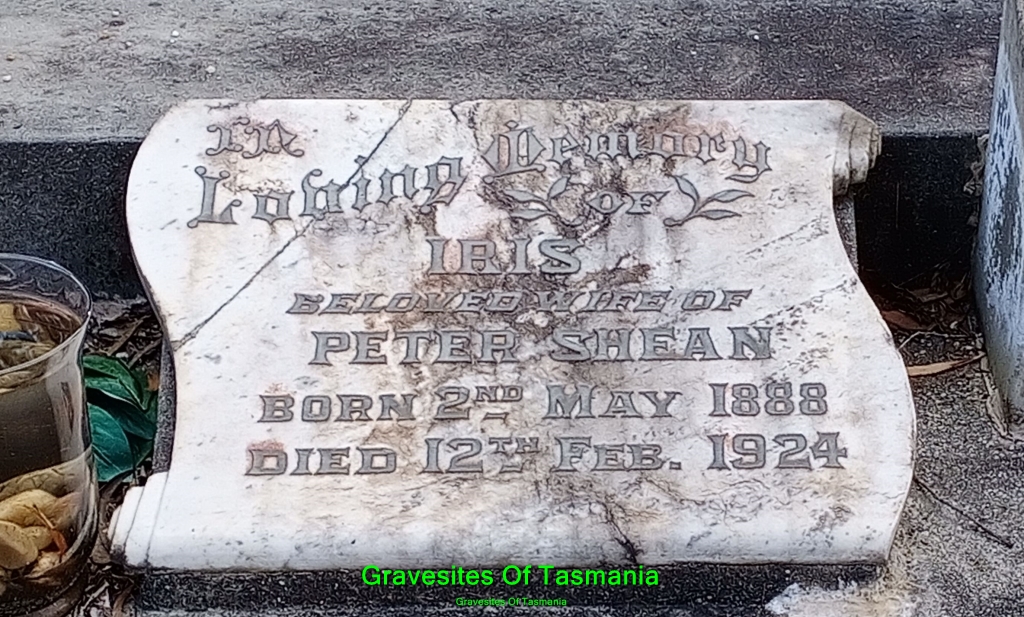 In
Loving Memory
OF
IRIS
BELOVED WIFE OF
PETER SHEAN
BORN 2ND MAY 1888
DIED 12TH FEB. 1924
Gravesites Of Tasmania
Gravesites Of Tasmania